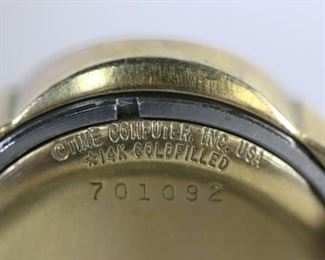 ©TIME COMPUTER, INC. USA
☆14K GOLDFILLED
701092